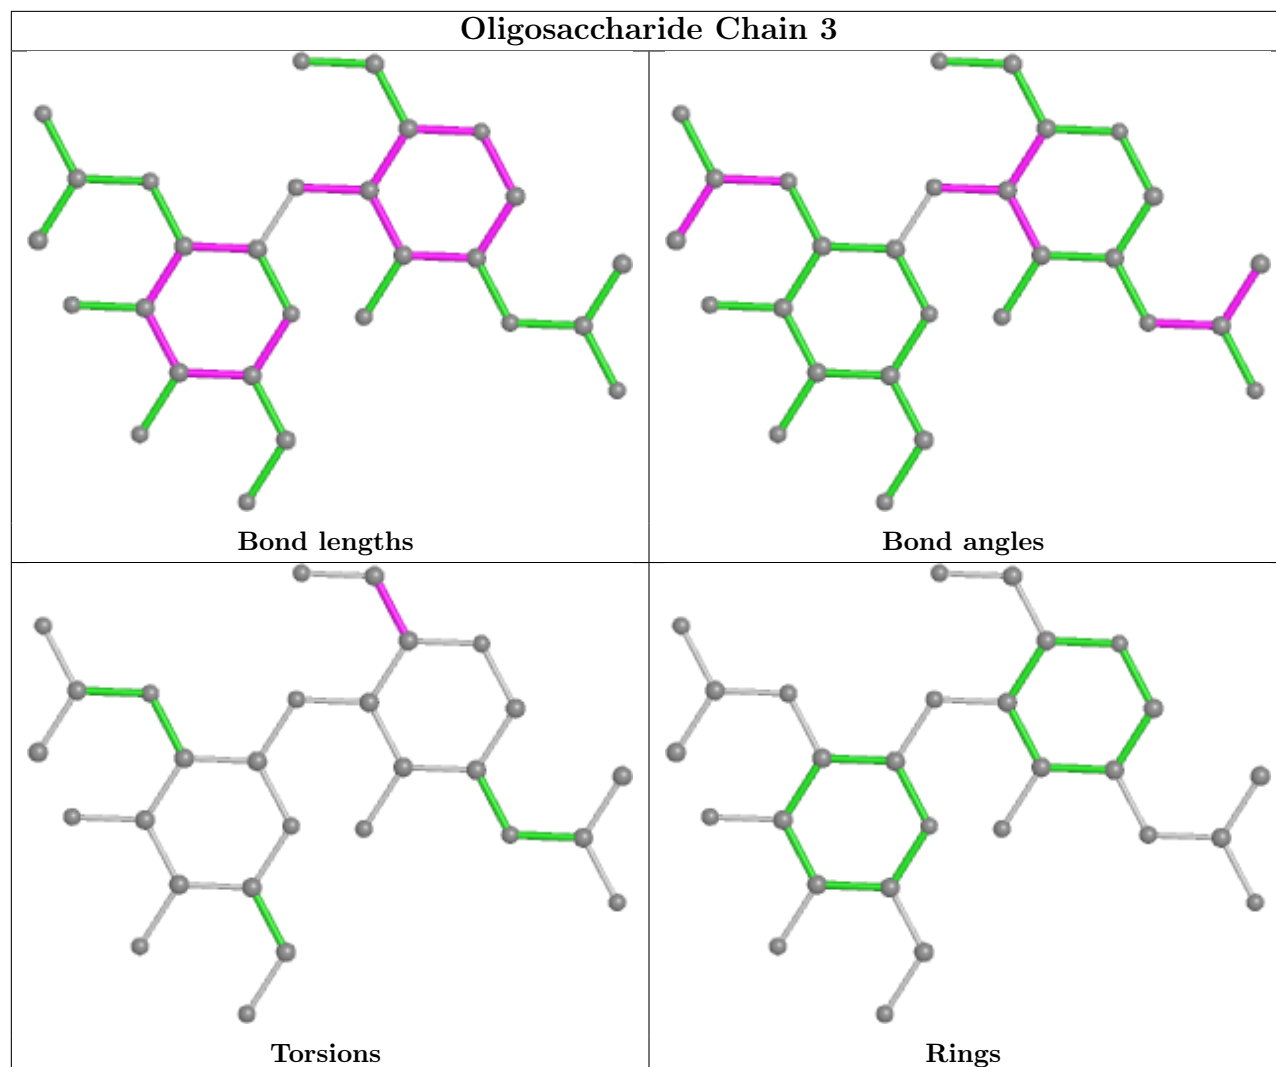 Oligosaccharide Chain 3
Bond lengths
Bond angles
Torsions
Rings